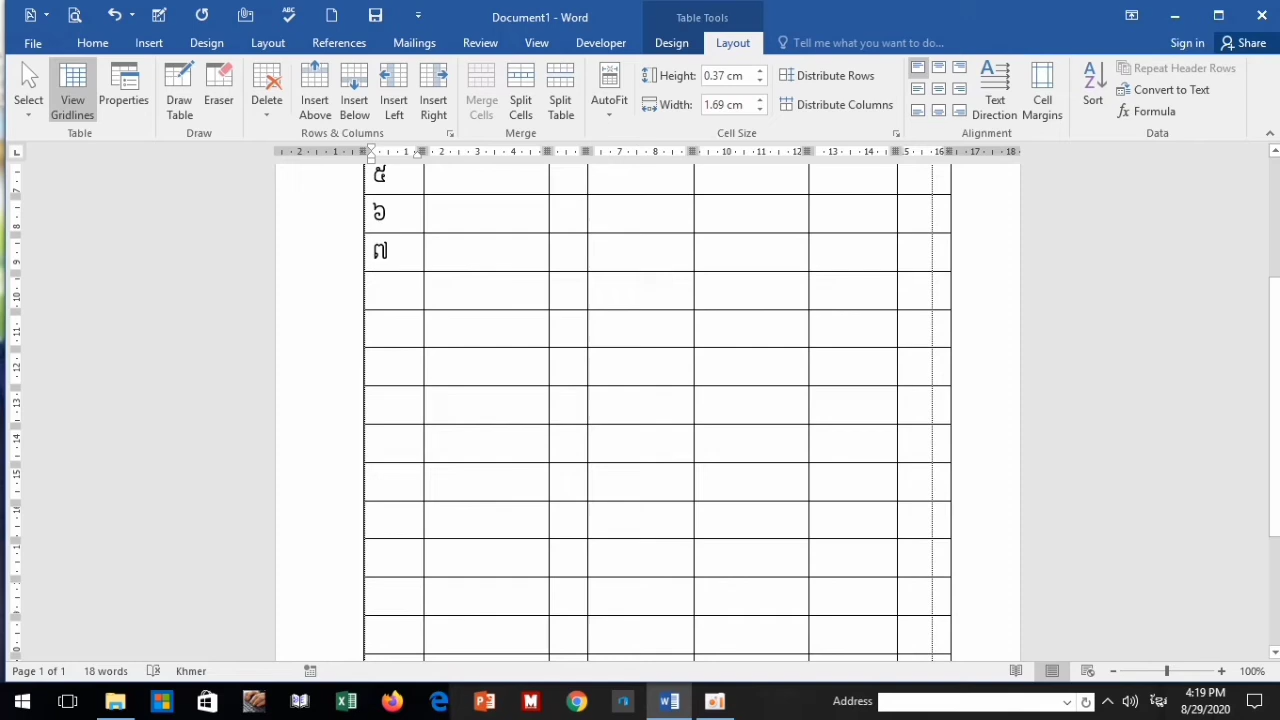 Document1 - Word
Table Tools
File Home Insert Design Layout References Mailings Review View Developer Design Layout Tell me what you want to do... Sign in Share
Select
View Gridlines
Properties
Table
Draw Table
Eraser
Draw
Delete
Insert Above
Insert Below
Insert Left
Insert Right
Rows & Columns
Merge Cells
Split Cells
Split Table
Merge
AutoFit
Height: 0.37 cm
Width: 1.69 cm
Distribute Rows
Distribute Columns
Cell Size
Text Direction
Cell Margins
Alignment
Sort
Repeat Header Rows
Convert to Text
Formula
Data
៥
៦
៧
Page 1 of 1 18 words Khmer 100%
Address
4:19 PM
8/29/2020